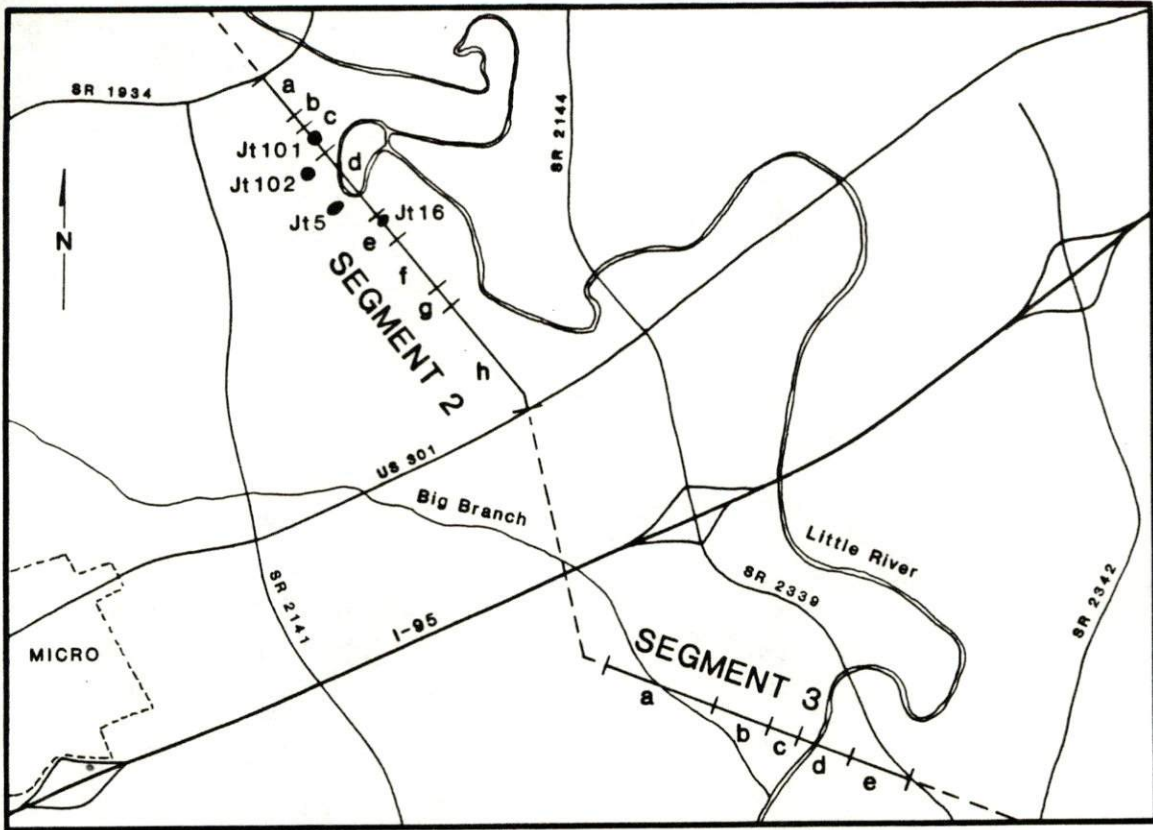 SR 1934
a
b
c
Jt101
d
Jt102
Jt5
Jt16
e
f
g
h
SEGMENT 2
SR 2144
N
US 301
Big Branch
Little River
SR 2141
I-95
SR 2339
SR 2342
MICRO
SEGMENT 3
a
b
c
d
e